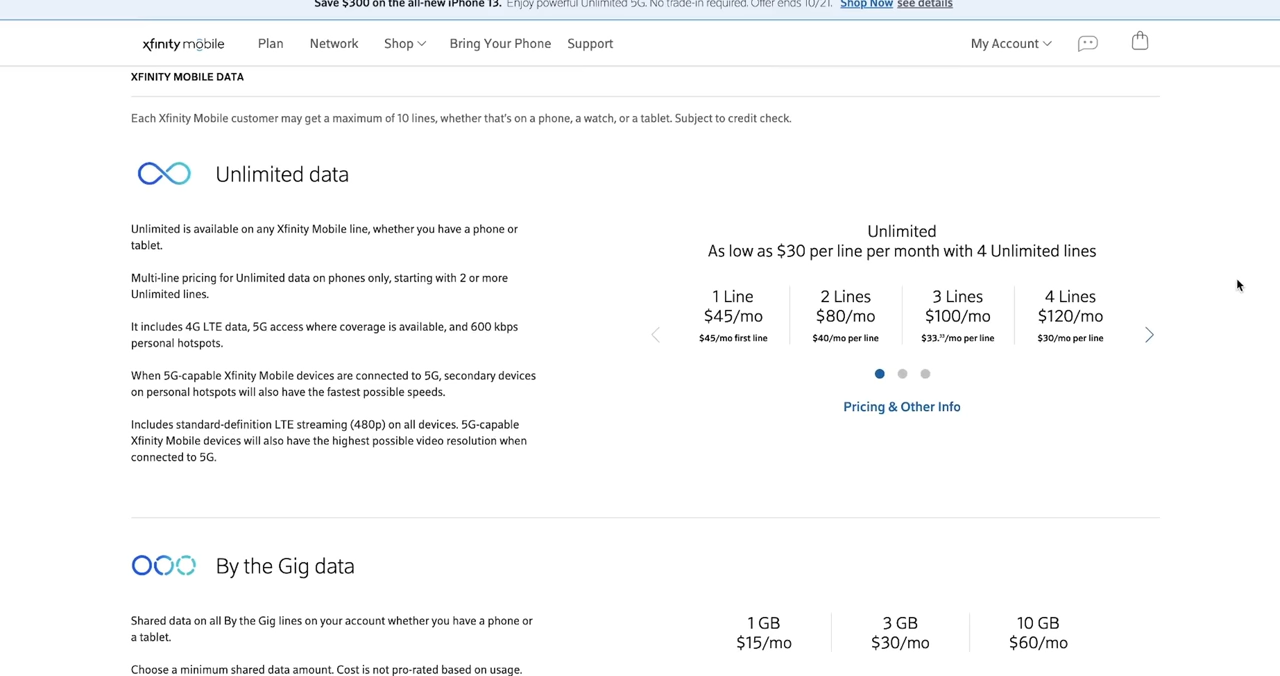 Save $300 on the all-new iPhone 13. Enjoy powerful Unlimited 5G. No trade-in required. Offer ends 10/21. Shop Now see details
xfinity mobile Plan Network Shop Bring Your Phone Support My Account
XFINITY MOBILE DATA
Each Xfinity Mobile customer may get a maximum of 10 lines, whether that's on a phone, a watch, or a tablet. Subject to credit check.
Unlimited data
Unlimited is available on any Xfinity Mobile line, whether you have a phone or
tablet.
Multi-line pricing for Unlimited data on phones only, starting with 2 or more
Unlimited lines.
It includes 4G LTE data, 5G access where coverage is available, and 600 kbps
personal hotspots.
When 5G-capable Xfinity Mobile devices are connected to 5G, secondary devices
on personal hotspots will also have the fastest possible speeds.
Includes standard-definition LTE streaming (480p) on all devices. 5G-capable
Xfinity Mobile devices will also have the highest possible video resolution when
connected to 5G.
Unlimited
As low as $30 per line per month with 4 Unlimited lines
1 Line 2 Lines 3 Lines 4 Lines
$45/mo $80/mo $100/mo $120/mo
$45/mo first line $40/mo per line $33.³³/mo per line $30/mo per line
Pricing & Other Info
By the Gig data
Shared data on all By the Gig lines on your account whether you have a phone or
a tablet.
Choose a minimum shared data amount. Cost is not pro-rated based on usage.
1 GB 3 GB 10 GB
$15/mo $30/mo $60/mo